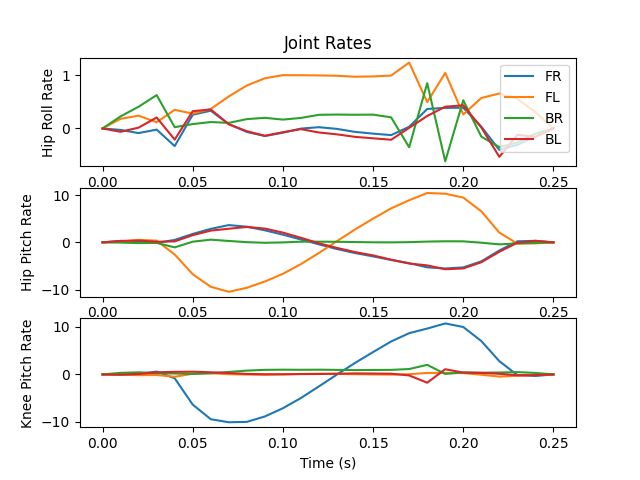 Joint Rates
Hip Roll Rate
1
0
FR
FL
BR
BL
0.00 0.05 0.10 0.15 0.20 0.25
Hip Pitch Rate
10
0
−10
0.00 0.05 0.10 0.15 0.20 0.25
Knee Pitch Rate
10
0
−10
0.00 0.05 0.10 0.15 0.20 0.25
Time (s)